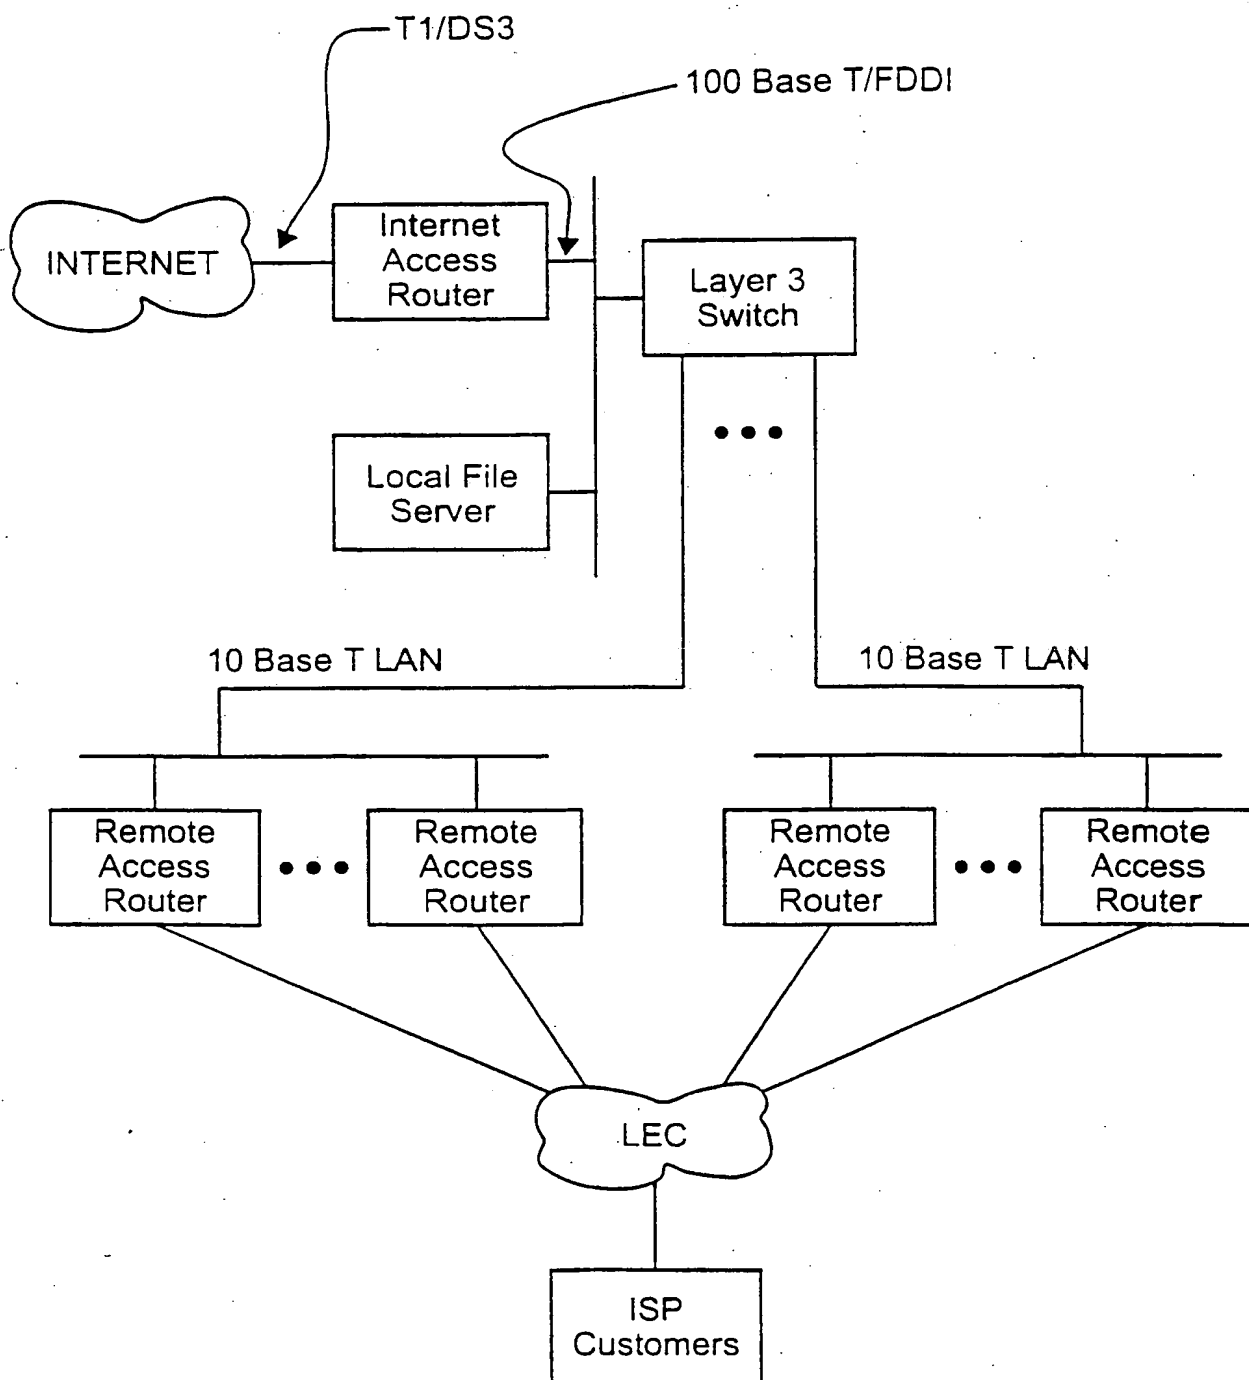 T1/DS3
100 Base T/FDDI
INTERNET
Internet
Access
Router
Layer 3
Switch
Local File
Server
10 Base T LAN
10 Base T LAN
Remote
Access
Router
Remote
Access
Router
Remote
Access
Router
Remote
Access
Router
LEC
ISP
Customers